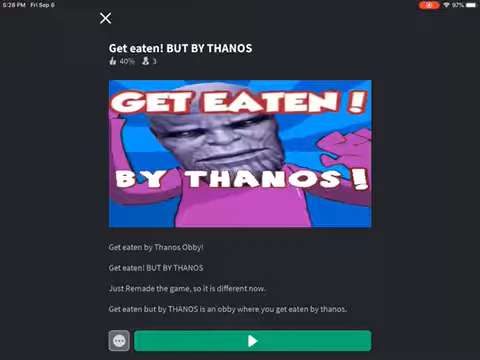 5:28 PM Fri Sep 6
97%
Get eaten! BUT BY THANOS
40% 3
GET EATEN!
BY THANOS!
Get eaten by Thanos Obby!
Get eaten! BUT BY THANOS
Just Remade the game, so it is different now.
Get eaten but by THANOS is an obby where you get eaten by thanos.